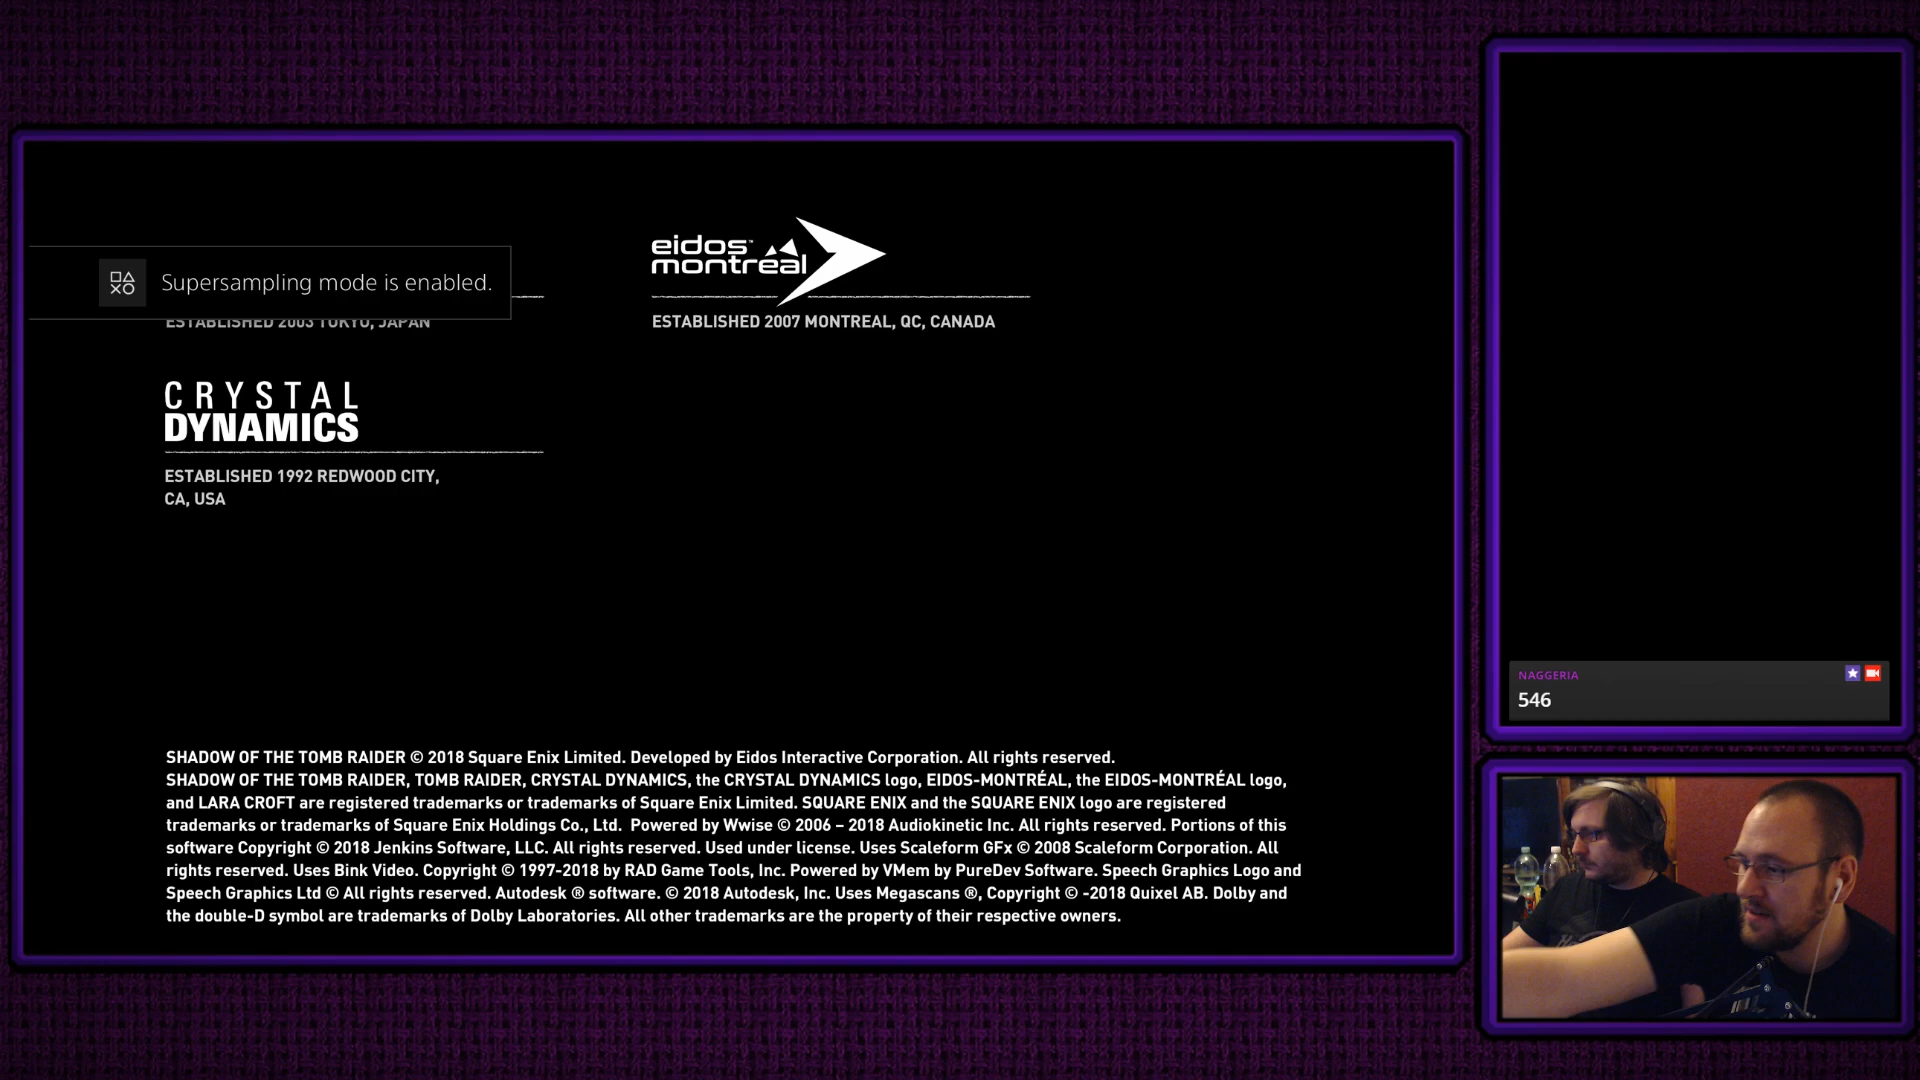 eidos™
montréal
Supersampling mode is enabled.
ESTABLISHED 2003 TOKYO, JAPAN
ESTABLISHED 2007 MONTREAL, QC, CANADA
CRYSTAL
DYNAMICS
ESTABLISHED 1992 REDWOOD CITY,
CA, USA
NAGGERIA
546
SHADOW OF THE TOMB RAIDER © 2018 Square Enix Limited. Developed by Eidos Interactive Corporation. All rights reserved.
SHADOW OF THE TOMB RAIDER, TOMB RAIDER, CRYSTAL DYNAMICS, the CRYSTAL DYNAMICS logo, EIDOS-MONTRÉAL, the EIDOS-MONTRÉAL logo,
and LARA CROFT are registered trademarks or trademarks of Square Enix Limited. SQUARE ENIX and the SQUARE ENIX logo are registered
trademarks or trademarks of Square Enix Holdings Co., Ltd. Powered by Wwise © 2006 – 2018 Audiokinetic Inc. All rights reserved. Portions of this
software Copyright © 2018 Jenkins Software, LLC. All rights reserved. Used under license. Uses Scaleform GFx © 2008 Scaleform Corporation. All
rights reserved. Uses Bink Video. Copyright © 1997-2018 by RAD Game Tools, Inc. Powered by VMem by PureDev Software. Speech Graphics Logo and
Speech Graphics Ltd © All rights reserved. Autodesk ® software. © 2018 Autodesk, Inc. Uses Megascans ®, Copyright © -2018 Quixel AB. Dolby and
the double-D symbol are trademarks of Dolby Laboratories. All other trademarks are the property of their respective owners.